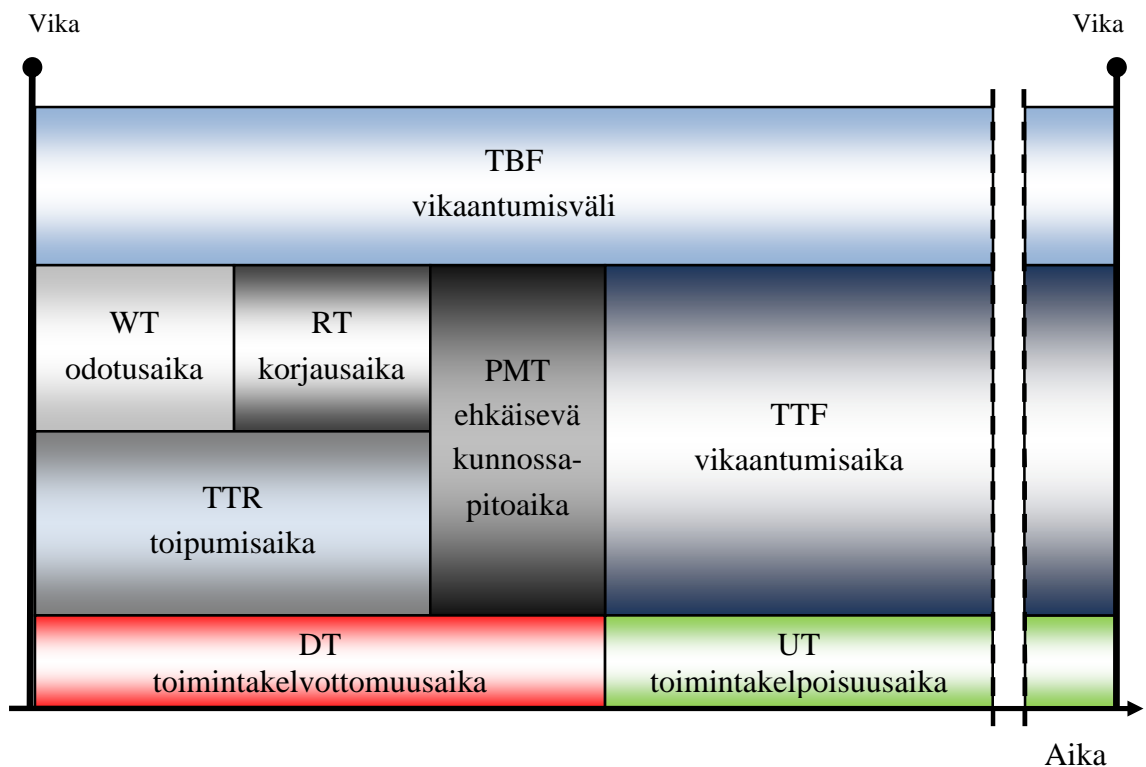 Vika
Vika
TBF
vikaantumisväli
WT
odotusaika
RT
korjausaika
PMT
ehkäisevä
kunnossa-
pitoaika
TTF
vikaantumisaika
TTR
toipumisaika
DT
toimintakelvottomuusaika
UT
toimintakelpoisuusaika
Aika